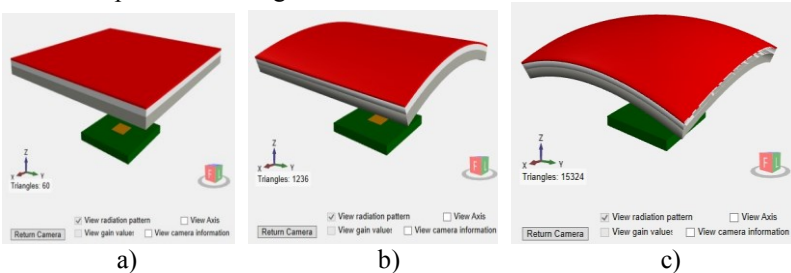 Z
X
Y
Triangles: 60
F
L
View radiation pattern
View Axis
Return Camera
View gain values
View camera information
a)
Z
X
Y
Triangles: 1236
F
L
View radiation pattern
View Axis
Return Camera
View gain values
View camera information
b)
Z
X
Y
Triangles: 15324
F
L
View radiation pattern
View Axis
Return Camera
View gain values
View camera information
c)